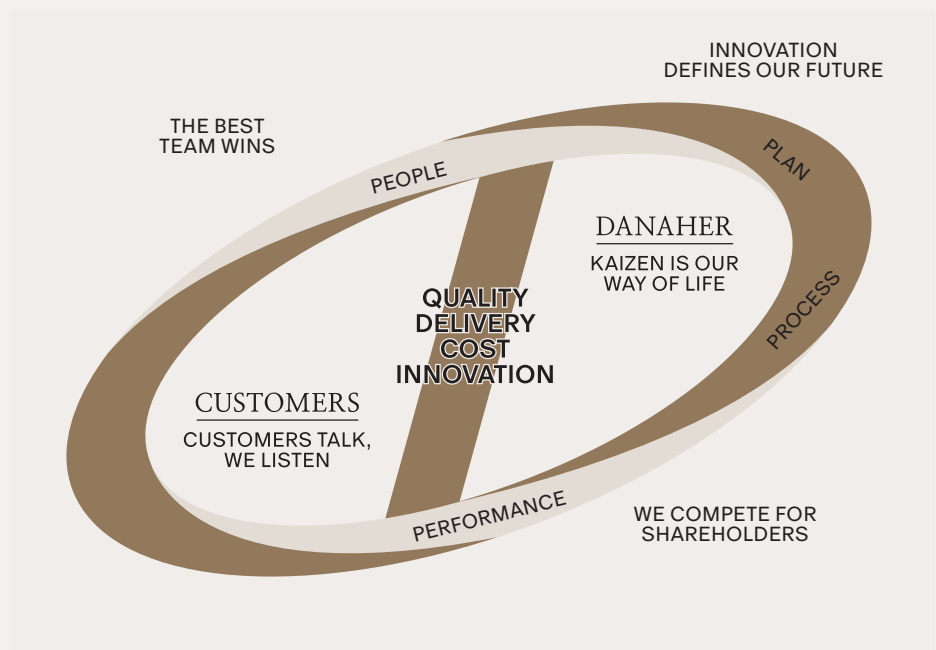 INNOVATION
DEFINES OUR FUTURE
THE BEST
TEAM WINS
PLAN
PEOPLE
DANAHER
KAIZEN IS OUR
WAY OF LIFE
PROCESS
QUALITY
DELIVERY
COST
INNOVATION
CUSTOMERS
CUSTOMERS TALK,
WE LISTEN
PERFORMANCE
WE COMPETE FOR
SHAREHOLDERS